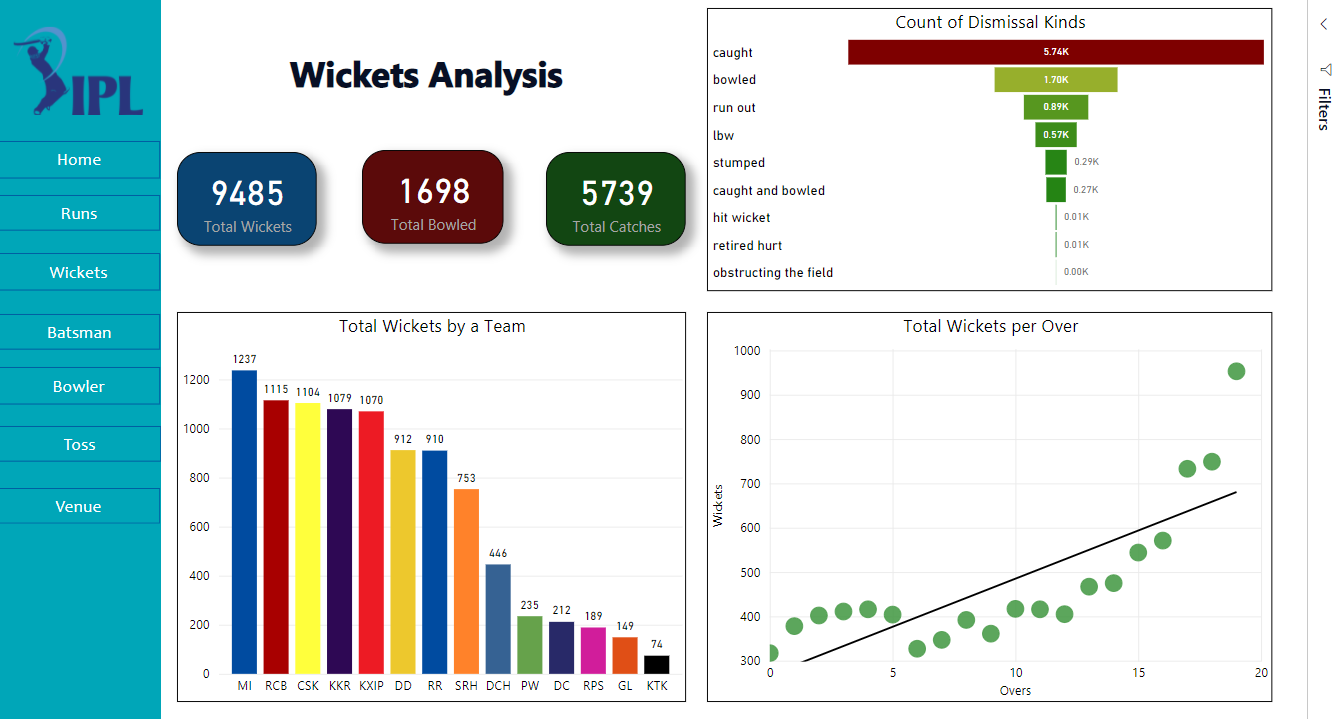 IPL
Home
Runs
Wickets
Batsman
Bowler
Toss
Venue
Wickets Analysis
9485
Total Wickets
1698
Total Bowled
5739
Total Catches
Count of Dismissal Kinds
caught 5.74K
bowled 1.70K
run out 0.89K
lbw 0.57K
stumped 0.29K
caught and bowled 0.27K
hit wicket 0.01K
retired hurt 0.01K
obstructing the field 0.00K
Filters
Total Wickets by a Team
1200
1000
800
600
400
200
0
1237
1115
1104
1079
1070
912
910
753
446
235
212
189
149
74
MI RCB CSK KKR KXIP DD RR SRH DCH PW DC RPS GL KTK
Total Wickets per Over
Wickets
1000
900
800
700
600
500
400
300
0 5 10 15 20
Overs